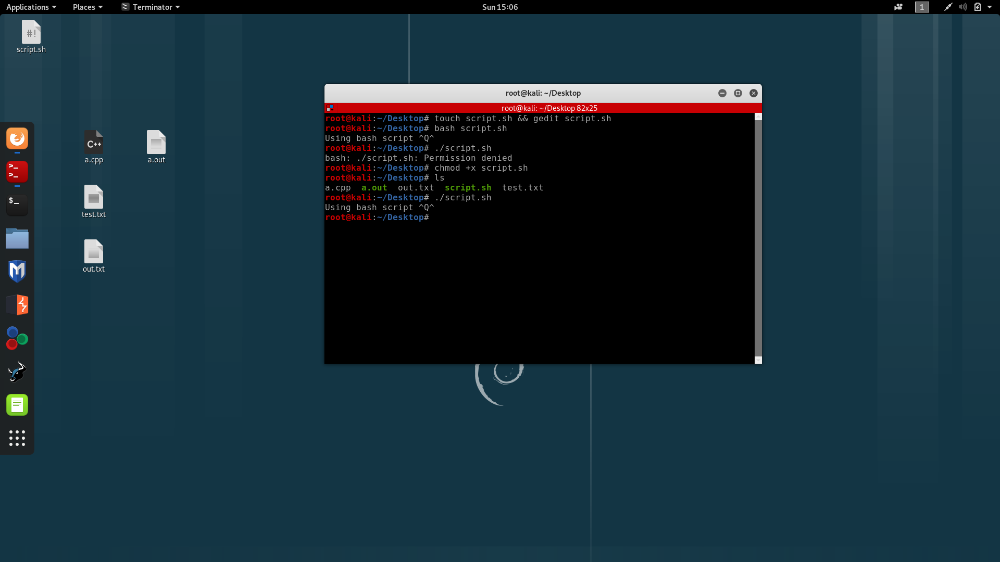 Applications Places Terminator Sun 15:06 1
#!
script.sh
C++
a.cpp a.out
test.txt
out.txt
>_
>_
$_
root@kali: ~/Desktop
root@kali: ~/Desktop 82x25
root@kali:~/Desktop# touch script.sh && gedit script.sh
root@kali:~/Desktop# bash script.sh
Using bash script ^Q^
root@kali:~/Desktop# ./script.sh
bash: ./script.sh: Permission denied
root@kali:~/Desktop# chmod +x script.sh
root@kali:~/Desktop# ls
a.cpp a.out out.txt script.sh test.txt
root@kali:~/Desktop# ./script.sh
Using bash script ^Q^
root@kali:~/Desktop#